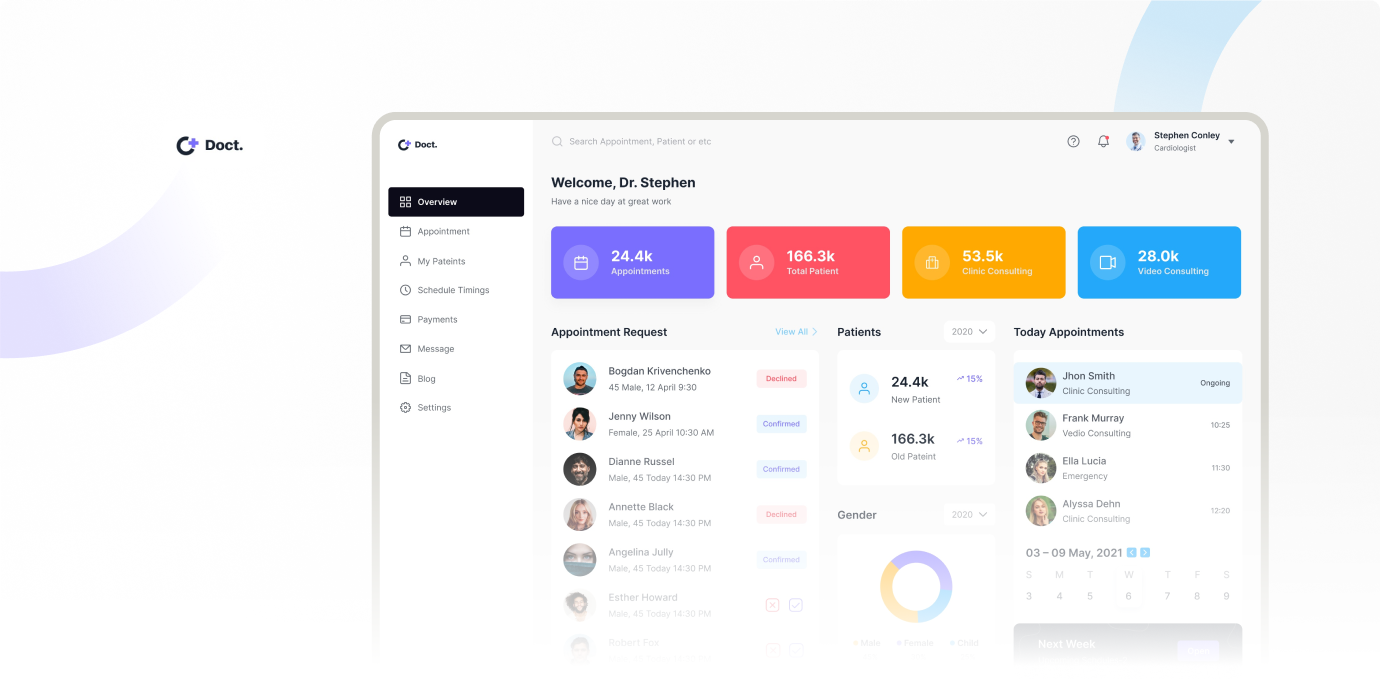 Doct.
Doct.
Search Appointment, Patient or etc
Stephen Conley
Cardiologist
Overview
Appointment
My Pateints
Schedule Timings
Payments
Message
Blog
Settings
Welcome, Dr. Stephen
Have a nice day at great work
24.4k
Appointments
166.3k
Total Patient
53.5k
Clinic Consulting
28.0k
Video Consulting
Appointment Request
View All
Bogdan Krivenchenko
45 Male, 12 April 9:30
Declined
Jenny Wilson
Female, 25 April 10:30 AM
Confirmed
Dianne Russel
Male, 45 Today 14:30 PM
Confirmed
Annette Black
Male, 45 Today 14:30 PM
Declined
Angelina Jully
Male, 45 Today 14:30 PM
Confirmed
Esther Howard
Male, 45 Today 14:30 PM
Robert Fox
Patients
2020
24.4k
New Patient
15%
166.3k
Old Pateint
15%
Gender
2020
Male Female Child
Today Appointments
Jhon Smith
Clinic Consulting
Ongoing
Frank Murray
Vedio Consulting
10:25
Ella Lucia
Emergency
11:30
Alyssa Dehn
Clinic Consulting
12:20
03 – 09 May, 2021
S M T W T F S
3 4 5 6 7 8 9
Next Week